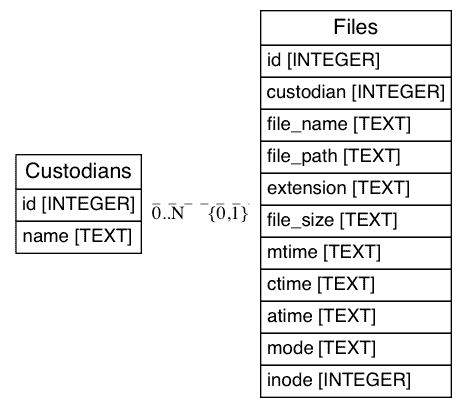 Custodians
id [INTEGER]
name [TEXT]
0..N
{0,1}
Files
id [INTEGER]
custodian [INTEGER]
file_name [TEXT]
file_path [TEXT]
extension [TEXT]
file_size [TEXT]
mtime [TEXT]
ctime [TEXT]
atime [TEXT]
mode [TEXT]
inode [INTEGER]